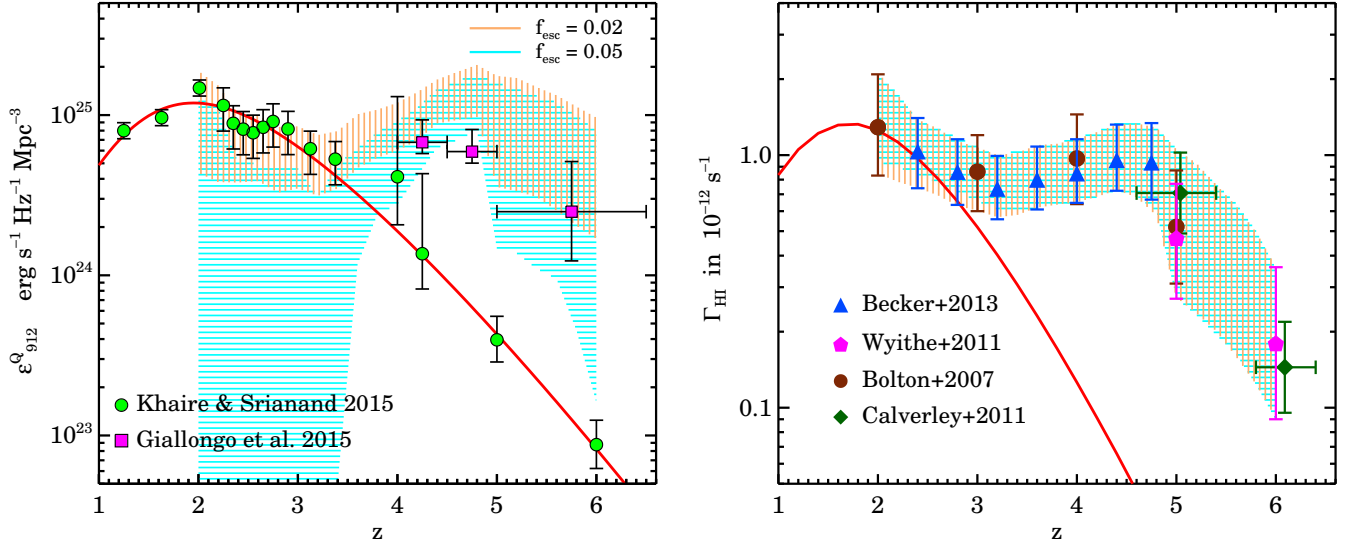 f_esc = 0.02
f_esc = 0.05
10^25
10^24
10^23
ε^Q_912 erg s^−1 Hz^−1 Mpc^−3
Khaire & Srianand 2015
Giallongo et al. 2015
1 2 3 4 5 6
z
1.0
0.1
Γ_HI in 10^−12 s^−1
Becker+2013
Wyithe+2011
Bolton+2007
Calverley+2011
1 2 3 4 5 6
z